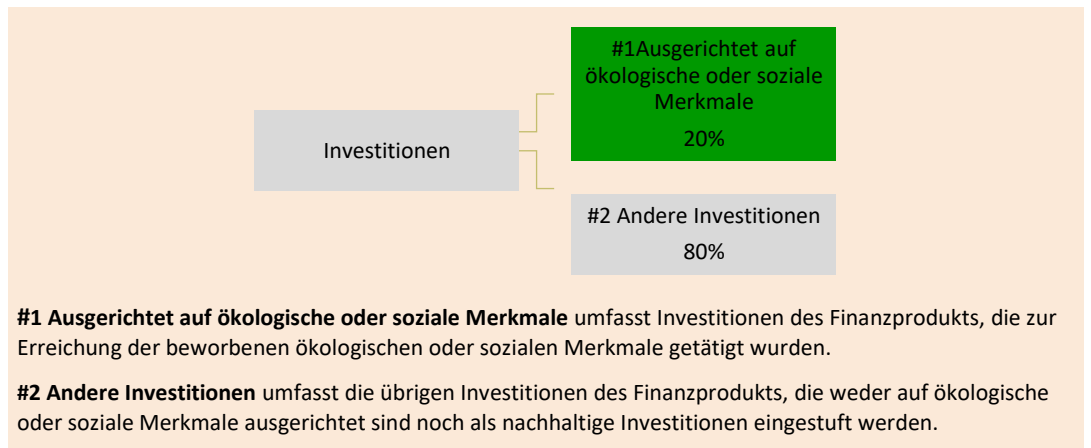 #1Ausgerichtet auf
ökologische oder soziale
Merkmale
20%
Investitionen
#2 Andere Investitionen
80%
#1 Ausgerichtet auf ökologische oder soziale Merkmale umfasst Investitionen des Finanzprodukts, die zur
Erreichung der beworbenen ökologischen oder sozialen Merkmale getätigt wurden.
#2 Andere Investitionen umfasst die übrigen Investitionen des Finanzprodukts, die weder auf ökologische
oder soziale Merkmale ausgerichtet sind noch als nachhaltige Investitionen eingestuft werden.